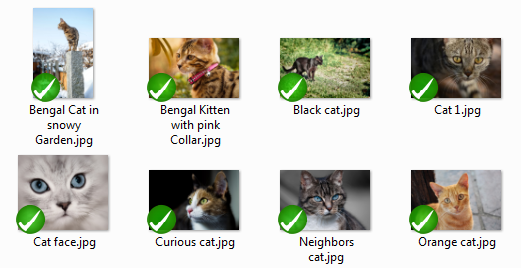 Bengal Cat in
snowy
Garden.jpg
Bengal Kitten
with pink
Collar.jpg
Black cat.jpg
Cat 1.jpg
Cat face.jpg
Curious cat.jpg
Neighbors
cat.jpg
Orange cat.jpg